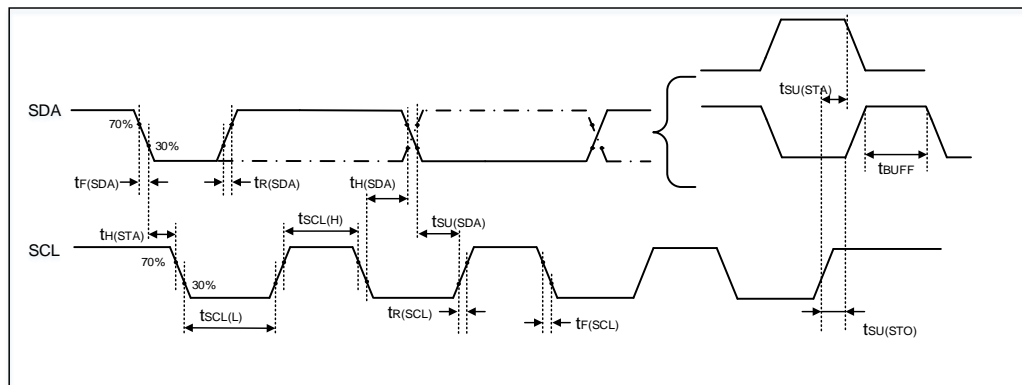 tSU(STA)
SDA
70%
30%
tF(SDA)
tR(SDA)
tH(SDA)
tBUFF
tH(STA)
tSCL(H)
tSU(SDA)
SCL
70%
30%
tSCL(L)
tR(SCL)
tF(SCL)
tSU(STO)